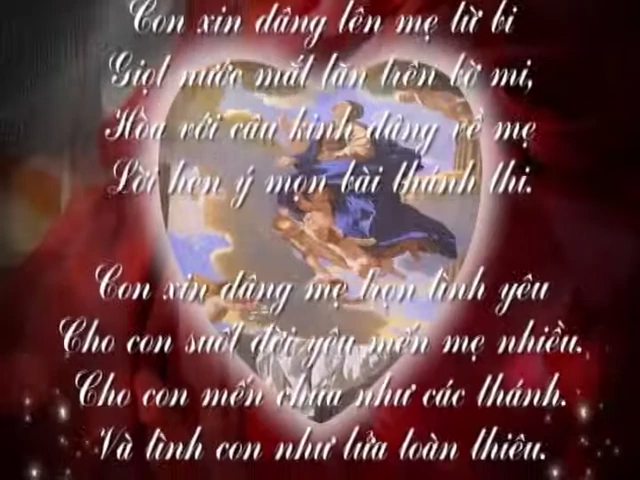 Con xin dâng lên mẹ từ bi
Giọt nước mắt lăn trên bờ mi,
Hòa với câu kinh dâng về mẹ
Lời hèn ý mọn bài thánh thi.
Con xin dâng mẹ trọn tình yêu
Cho con suốt đời yêu mến mẹ nhiều.
Cho con mến chúa như các thánh.
Và tình con như lửa toàn thiêu.